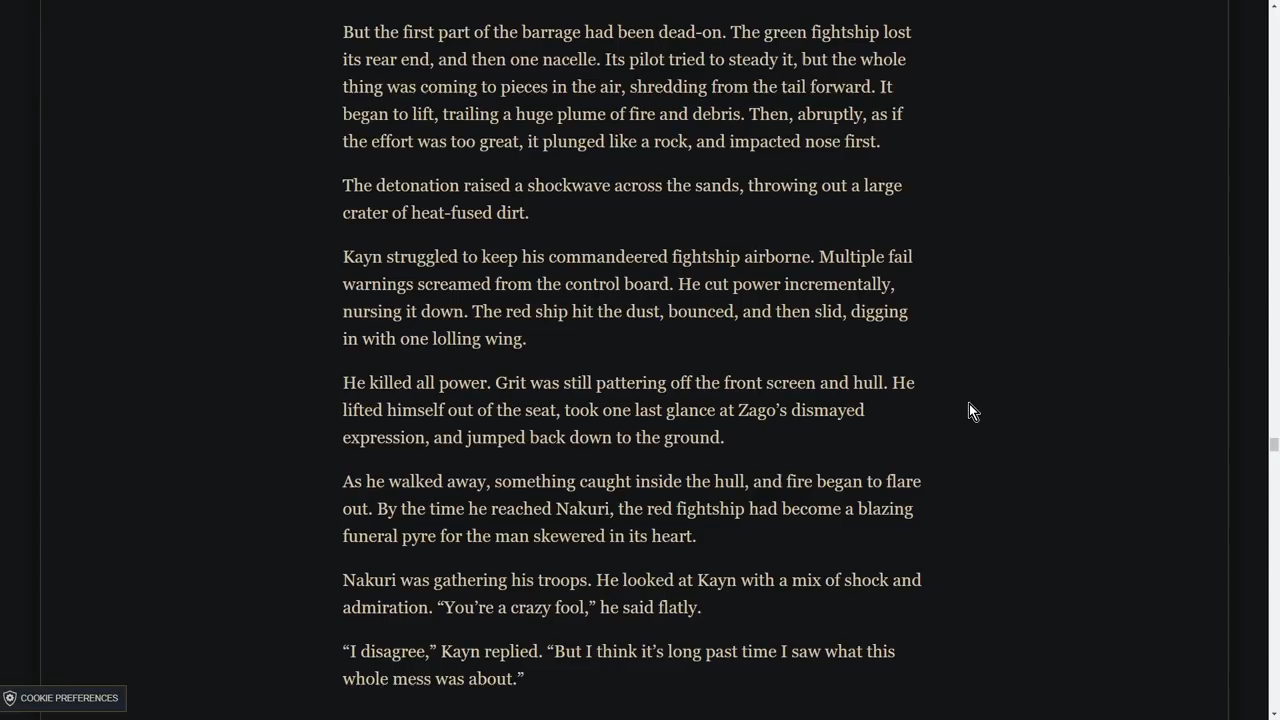 But the first part of the barrage had been dead-on. The green fightship lost
its rear end, and then one nacelle. Its pilot tried to steady it, but the whole
thing was coming to pieces in the air, shredding from the tail forward. It
began to lift, trailing a huge plume of fire and debris. Then, abruptly, as if
the effort was too great, it plunged like a rock, and impacted nose first.
The detonation raised a shockwave across the sands, throwing out a large
crater of heat-fused dirt.
Kayn struggled to keep his commandeered fightship airborne. Multiple fail
warnings screamed from the control board. He cut power incrementally,
nursing it down. The red ship hit the dust, bounced, and then slid, digging
in with one lolling wing.
He killed all power. Grit was still pattering off the front screen and hull. He
lifted himself out of the seat, took one last glance at Zago’s dismayed
expression, and jumped back down to the ground.
As he walked away, something caught inside the hull, and fire began to flare
out. By the time he reached Nakuri, the red fightship had become a blazing
funeral pyre for the man skewered in its heart.
Nakuri was gathering his troops. He looked at Kayn with a mix of shock and
admiration. “You’re a crazy fool,” he said flatly.
“I disagree,” Kayn replied. “But I think it’s long past time I saw what this
whole mess was about.”
COOKIE PREFERENCES